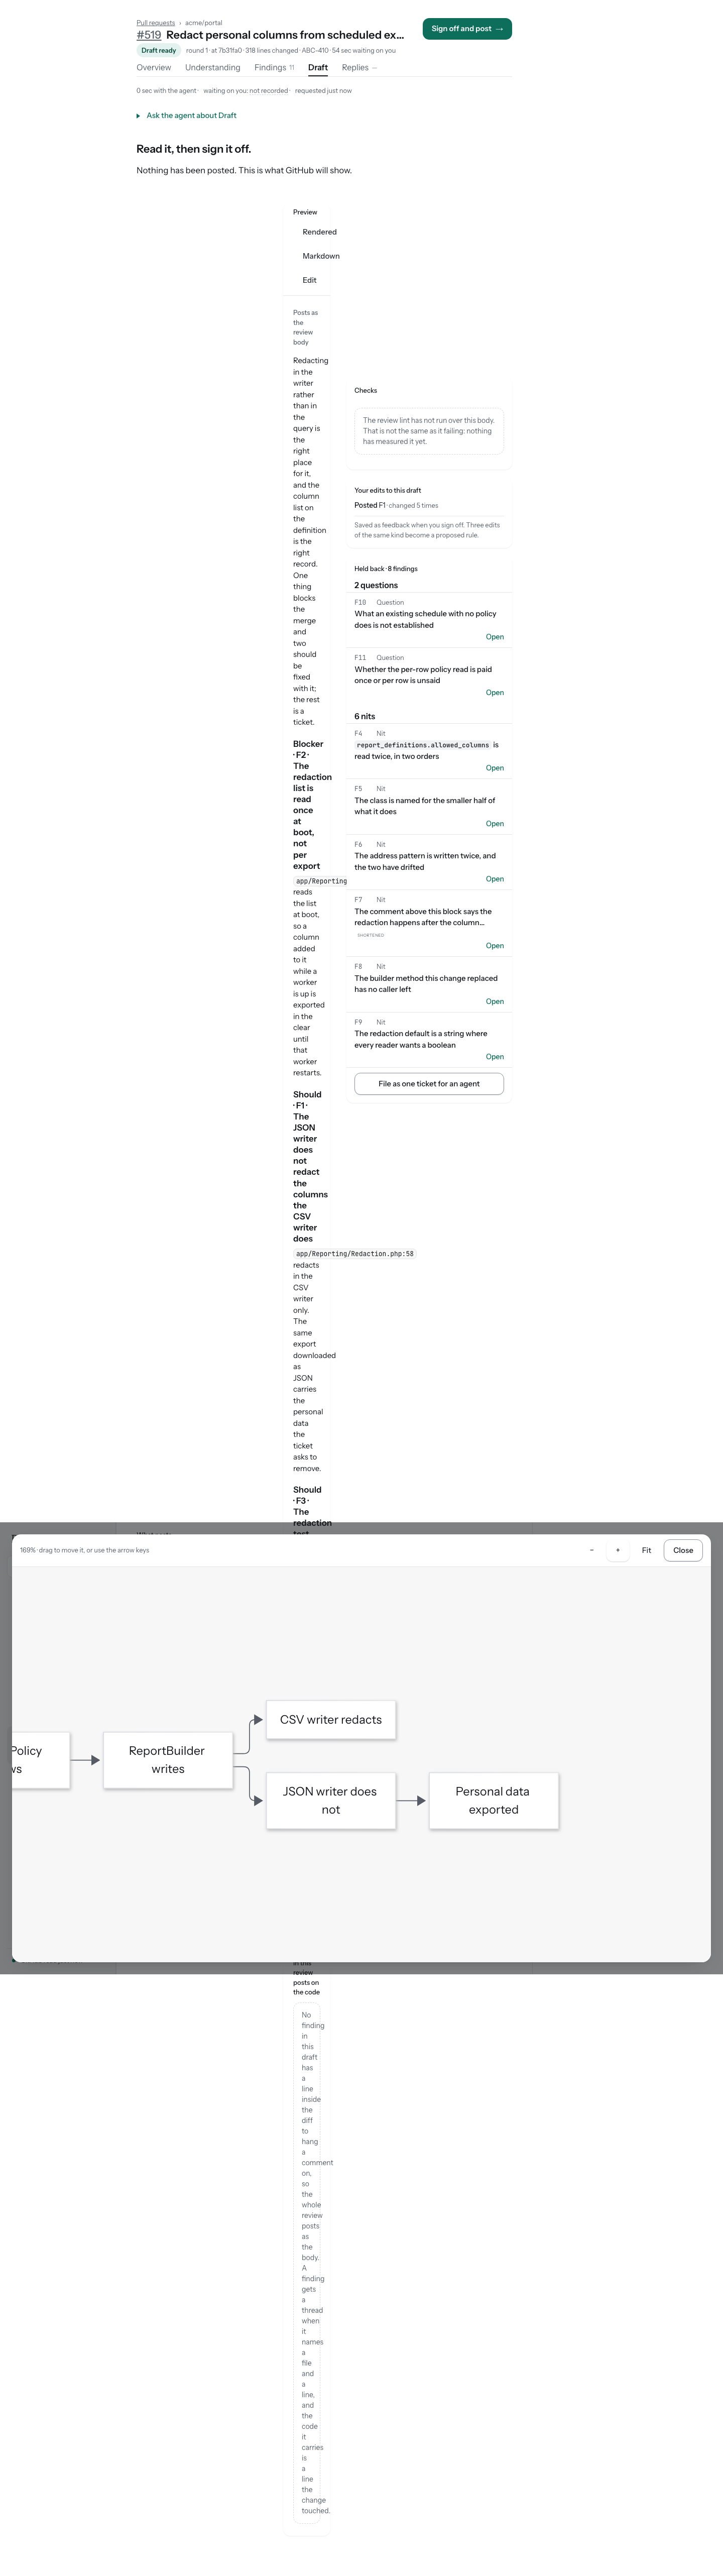 Pull requests › acme/portal
#519 Redact personal columns from scheduled ex...
Sign off and post →
Draft ready round 1 · at 7b31fa0 · 318 lines changed · ABC-410 · 54 sec waiting on you
Overview Understanding Findings 11 Draft Replies —
0 sec with the agent · waiting on you: not recorded · requested just now
▸ Ask the agent about Draft
Read it, then sign it off.
Nothing has been posted. This is what GitHub will show.
Preview
Rendered
Markdown
Edit
Posts as
the
review
body
Redacting
in the
writer
rather
than in
the
query is
the
right
place
for it,
and the
column
list on
the
definition
is the
right
record.
One
thing
blocks
the
merge
and
two
should
be
fixed
with it;
the rest
is a
ticket.
Blocker
· F2 ·
The
redaction
list is
read
once
at
boot,
not
per
export
app/Reporting
reads
the list
at boot,
so a
column
added
to it
while a
worker
is up is
exported
in the
clear
until
that
worker
restarts.
Should
· F1 ·
The
JSON
writer
does
not
redact
the
columns
the
CSV
writer
does
app/Reporting/Redaction.php:58
redacts
in the
CSV
writer
only.
The
same
export
downloaded
as
JSON
carries
the
personal
data
the
ticket
asks to
remove.
Should
· F3 ·
The
redaction
Checks
The review lint has not run over this body.
That is not the same as it failing: nothing
has measured it yet.
Your edits to this draft
Posted F1 · changed 5 times
Saved as feedback when you sign off. Three edits
of the same kind become a proposed rule.
Held back · 8 findings
2 questions
F10 Question
What an existing schedule with no policy
does is not established
Open
F11 Question
Whether the per-row policy read is paid
once or per row is unsaid
Open
6 nits
F4 Nit
report_definitions.allowed_columns is
read twice, in two orders
Open
F5 Nit
The class is named for the smaller half of
what it does
Open
F6 Nit
The address pattern is written twice, and
the two have drifted
Open
F7 Nit
The comment above this block says the
redaction happens after the column...
SHORTENED
Open
F8 Nit
The builder method this change replaced
has no caller left
Open
F9 Nit
The redaction default is a string where
every reader wants a boolean
Open
File as one ticket for an agent
169% · drag to move it, or use the arrow keys
− + Fit Close
Policy
ws
ReportBuilder
writes
CSV writer redacts
JSON writer does
not
Personal data
exported
in this
review
posts on
the code
No
finding
in
this
draft
has
a
line
inside
the
diff
to
hang
a
comment
on,
so
the
whole
review
posts
as
the
body.
A
finding
gets
a
thread
when
it
names
a
file
and
a
line,
and
the
code
it
carries
is
a
line
the
change
touched.